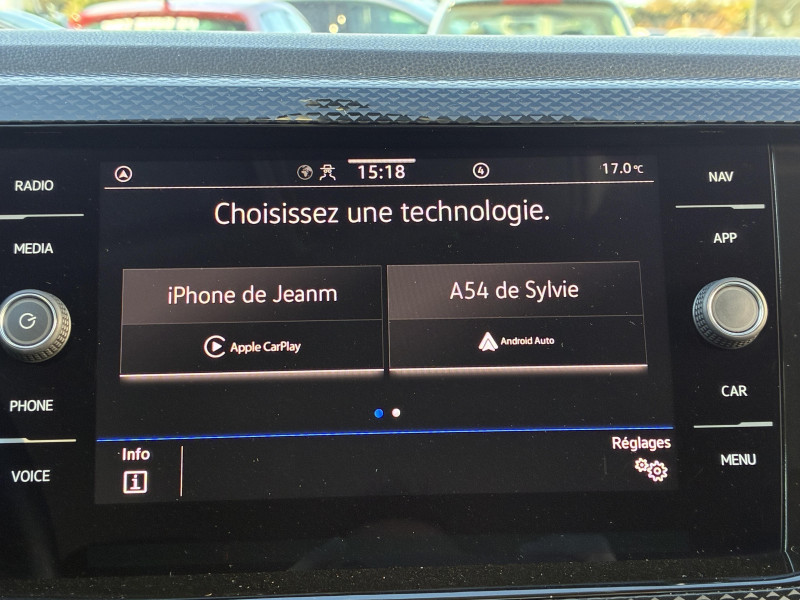 RADIO
MEDIA
PHONE
VOICE
15:18
4
17.0°C
Choisissez une technologie.
iPhone de Jeanm
Apple CarPlay
A54 de Sylvie
Android Auto
Info
i
Réglages
NAV
APP
CAR
MENU